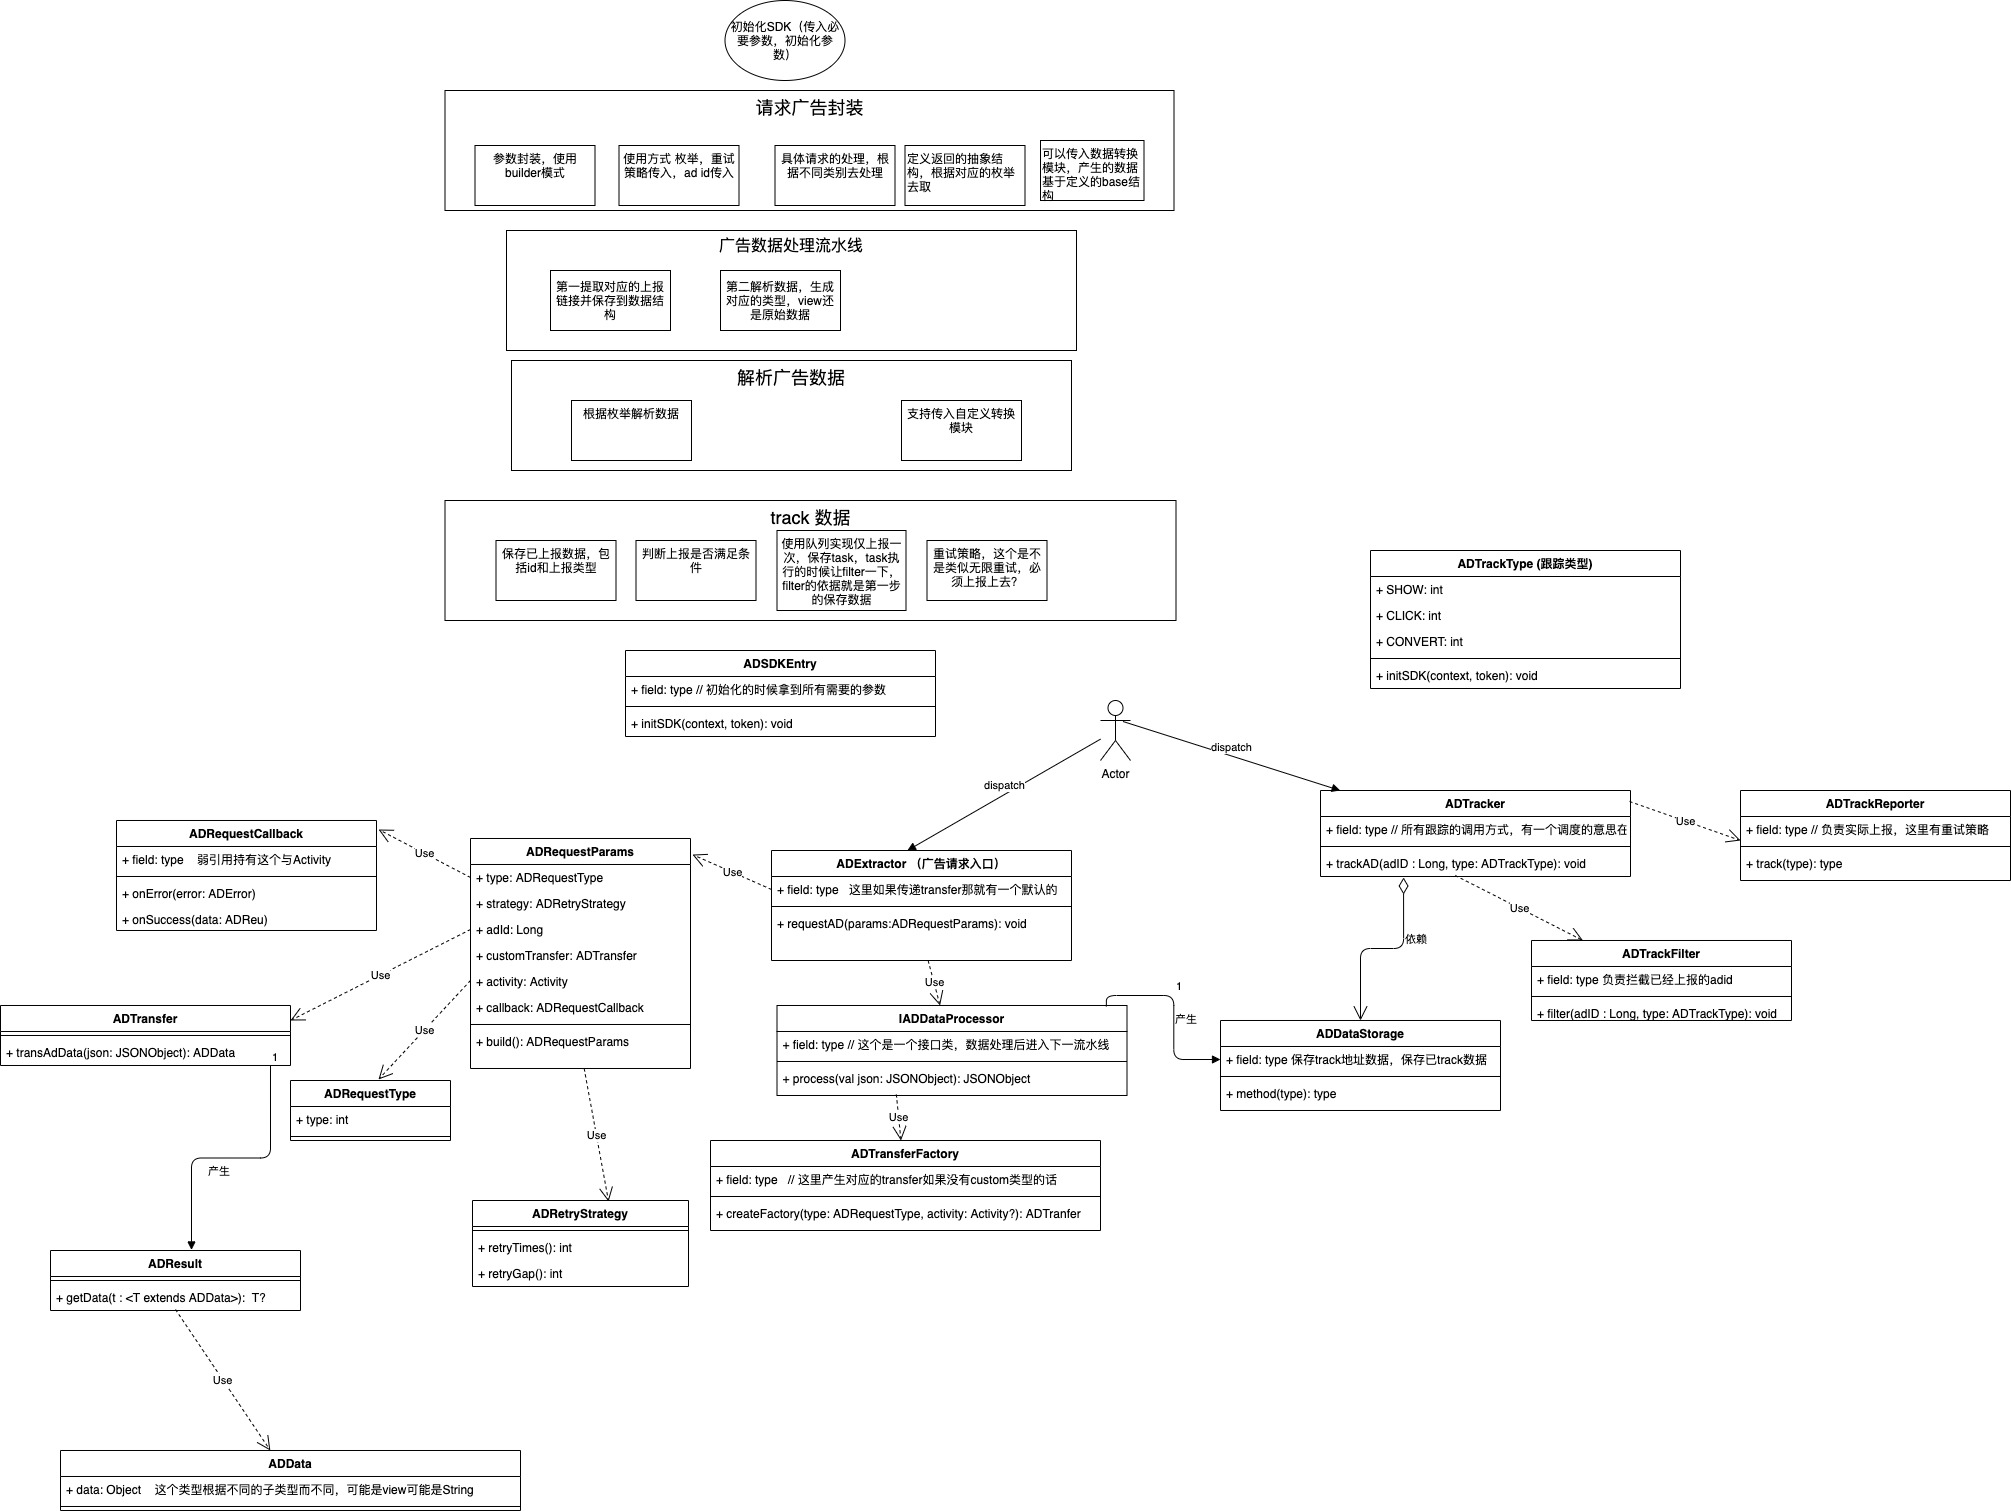 初始化SDK（传入必
要参数，初始化参
数）
请求广告封装
参数封装，使用
builder模式
使用方式 枚举，重试
策略传入，ad id传入
具体请求的处理，根
据不同类别去处理
定义返回的抽象结
构，根据对应的枚举
去取
可以传入数据转换
模块，产生的数据
基于定义的base结
构
广告数据处理流水线
第一提取对应的上报
链接并保存到数据结
构
第二解析数据，生成
对应的类型，view还
是原始数据
解析广告数据
根据枚举解析数据
支持传入自定义转换
模块
track 数据
保存已上报数据，包
括id和上报类型
判断上报是否满足条
件
使用队列实现仅上报一
次，保存task，task执
行的时候让filter一下，
filter的依据就是第一步
的保存数据
重试策略，这个是不
是类似无限重试，必
须上报上去？
ADTrackType (跟踪类型)
+ SHOW: int
+ CLICK: int
+ CONVERT: int
+ initSDK(context, token): void
ADSDKEntry
+ field: type // 初始化的时候拿到所有需要的参数
+ initSDK(context, token): void
Actor
dispatch
dispatch
ADRequestCallback
+ field: type    弱引用持有这个与Activity
+ onError(error: ADError)
+ onSuccess(data: ADReu)
Use
ADRequestParams
+ type: ADRequestType
+ strategy: ADRetryStrategy
+ adId: Long
+ customTransfer: ADTransfer
+ activity: Activity
+ callback: ADRequestCallback
+ build(): ADRequestParams
Use
ADExtractor （广告请求入口）
+ field: type   这里如果传递transfer那就有一个默认的
+ requestAD(params:ADRequestParams): void
ADTracker
+ field: type // 所有跟踪的调用方式，有一个调度的意思在
+ trackAD(adID : Long, type: ADTrackType): void
Use
ADTrackReporter
+ field: type // 负责实际上报，这里有重试策略
+ track(type): type
Use
依赖
ADTrackFilter
+ field: type 负责拦截已经上报的adid
+ filter(adID : Long, type: ADTrackType): void
Use
Use
1
产生
ADTransfer
+ transAdData(json: JSONObject): ADData
1
Use
ADRequestType
+ type: int
IADDataProcessor
+ field: type // 这个是一个接口类，数据处理后进入下一流水线
+ process(val json: JSONObject): JSONObject
ADDataStorage
+ field: type 保存track地址数据，保存已track数据
+ method(type): type
Use
Use
ADTransferFactory
+ field: type   // 这里产生对应的transfer如果没有custom类型的话
+ createFactory(type: ADRequestType, activity: Activity?): ADTranfer
产生
ADRetryStrategy
+ retryTimes(): int
+ retryGap(): int
ADResult
+ getData(t : <T extends ADData>):  T?
Use
ADData
+ data: Object    这个类型根据不同的子类型而不同，可能是view可能是String